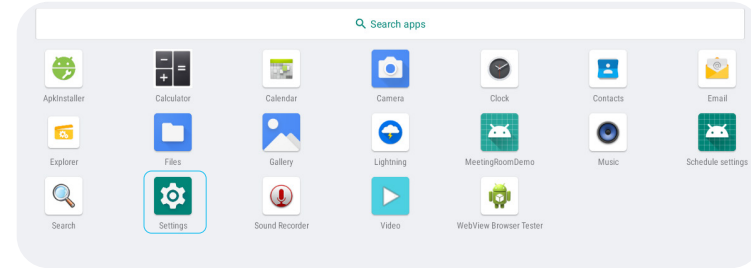 Search apps
ApkInstaller
Calculator
Calendar
Camera
Clock
Contacts
Email
Explorer
Files
Gallery
Lightning
MeetingRoomDemo
Music
Schedule settings
Search
Settings
Sound Recorder
Video
WebView Browser Tester